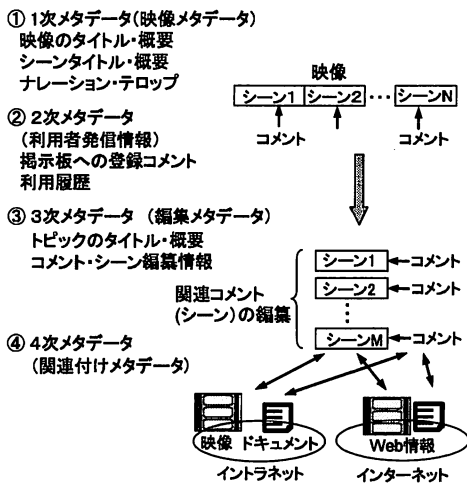 ① 1次メタデータ(映像メタデータ)
映像のタイトル・概要
シーンタイトル・概要
ナレーション・テロップ
② 2次メタデータ
(利用者発信情報)
掲示板への登録コメント
利用履歴
③ 3次メタデータ (編集メタデータ)
トピックのタイトル・概要
コメント・シーン編纂情報
④ 4次メタデータ
(関連付けメタデータ)
映像
シーン1 シーン2 ・・・ シーンN
コメント コメント
シーン1 コメント
シーン2 コメント
関連コメント
(シーン)の編纂
シーンM コメント
映像 ドキュメント Web情報
イントラネット インターネット